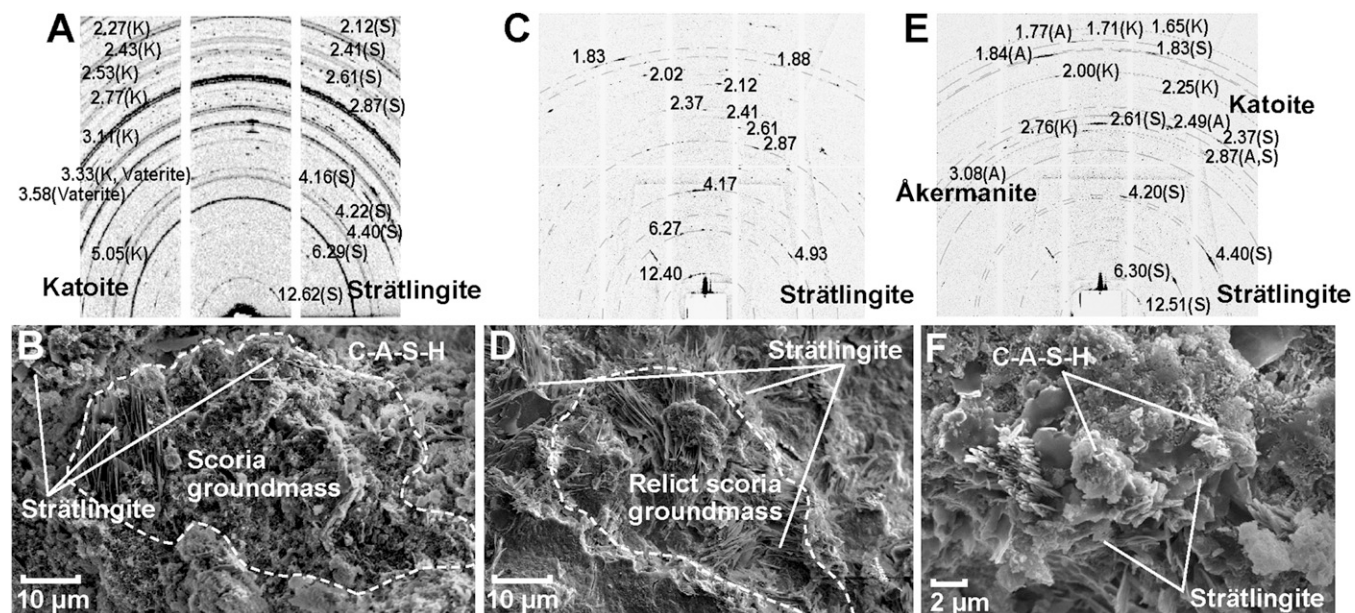 A
2.27(K)
2.43(K)
2.53(K)
2.77(K)
3.11(K)
3.33(K, Vaterite)
3.58(Vaterite)
5.05(K)
Katoite
2.12(S)
2.41(S)
2.61(S)
2.87(S)
4.16(S)
4.22(S)
4.40(S)
6.29(S)
12.62(S)
Strätlingite
C
1.83
1.88
2.02
2.12
2.37
2.41
2.61
2.87
4.17
6.27
4.93
12.40
Strätlingite
E
1.77(A)
1.71(K)
1.65(K)
1.84(A)
1.83(S)
2.00(K)
2.25(K)
Katoite
2.76(K)
2.61(S)
2.49(A)
2.37(S)
2.87(A,S)
3.08(A)
Åkermanite
4.20(S)
4.40(S)
6.30(S)
12.51(S)
Strätlingite
B
C-A-S-H
Scoria
groundmass
Strätlingite
10 µm
D
Strätlingite
Relict scoria
groundmass
10 µm
F
C-A-S-H
Strätlingite
2 µm